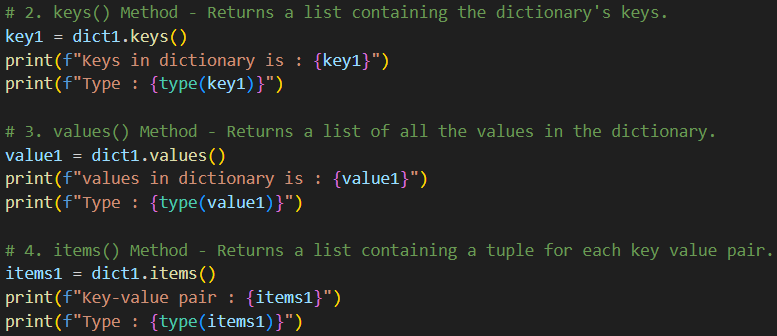 # 2. keys() Method - Returns a list containing the dictionary's keys.
key1 = dict1.keys()
print(f"Keys in dictionary is : {key1}")
print(f"Type : {type(key1)}")
# 3. values() Method - Returns a list of all the values in the dictionary.
value1 = dict1.values()
print(f"values in dictionary is : {value1}")
print(f"Type : {type(value1)}")
# 4. items() Method - Returns a list containing a tuple for each key value pair.
items1 = dict1.items()
print(f"Key-value pair : {items1}")
print(f"Type : {type(items1)}")